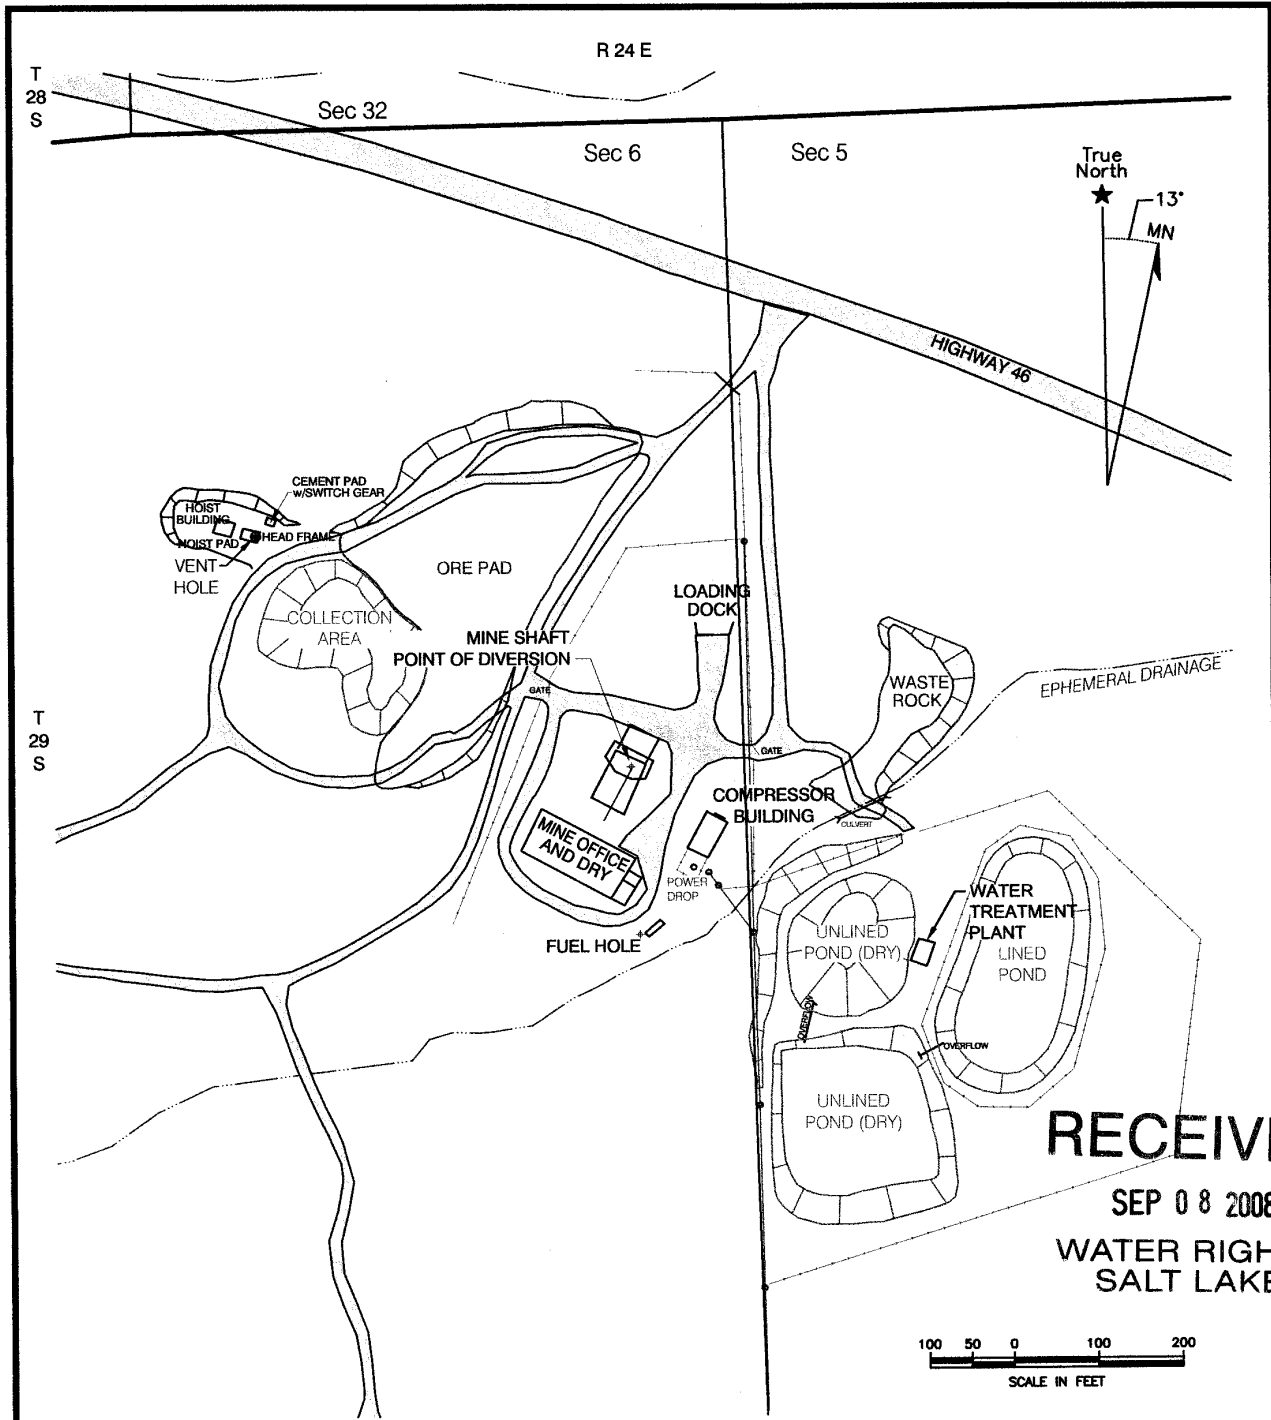 R 24 E
T
28
S
Sec 32
Sec 6
Sec 5
True
North
13°
MN
HIGHWAY 46
CEMENT PAD
w/SWITCH GEAR
HOIST
BUILDING
HOIST PAD
HEAD FRAME
VENT
HOLE
ORE PAD
COLLECTION
AREA
LOADING
DOCK
MINE SHAFT
POINT OF DIVERSION
GATE
WASTE
ROCK
EPHEMERAL DRAINAGE
T
29
S
GATE
COMPRESSOR
BUILDING
CULVERT
MINE OFFICE
AND DRY
POWER
DROP
WATER
TREATMENT
PLANT
FUEL HOLE
UNLINED
POND (DRY)
LINED
POND
OVERFLOW
OVERFLOW
UNLINED
POND (DRY)
RECEIV
SEP 08 2008
WATER RIGH
SALT LAKE
100 50 0 100 200
SCALE IN FEET